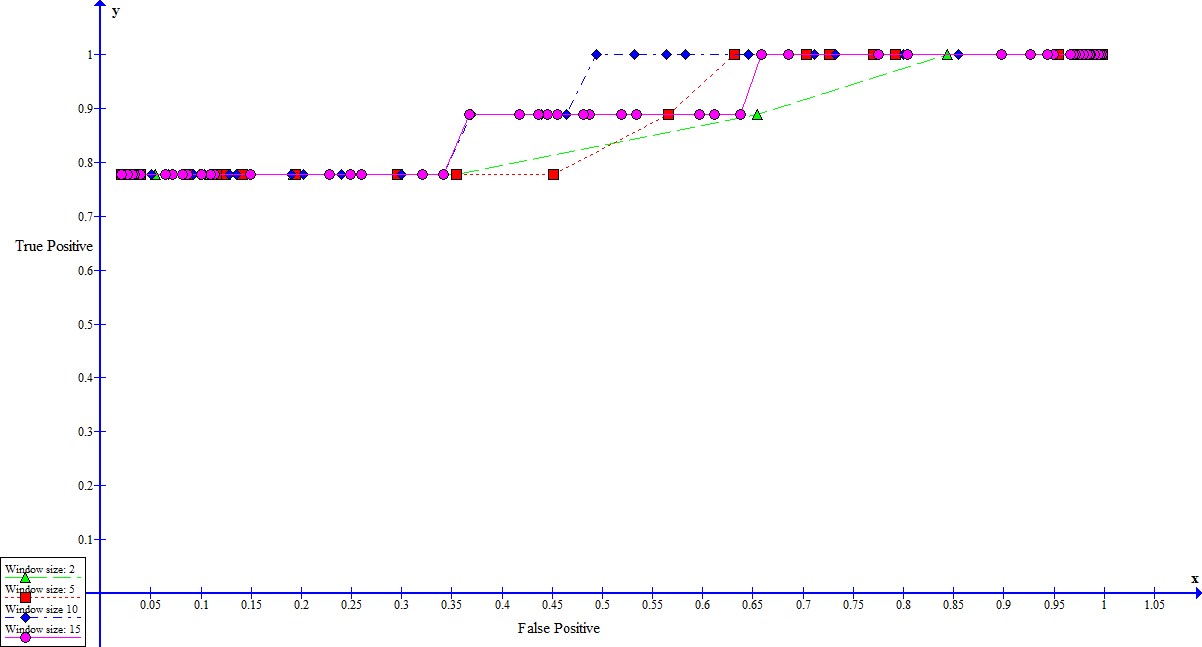 y
1
0.9
0.8
0.7
True Positive
0.6
0.5
0.4
0.3
0.2
0.1
x
0.05 0.1 0.15 0.2 0.25 0.3 0.35 0.4 0.45 0.5 0.55 0.6 0.65 0.7 0.75 0.8 0.85 0.9 0.95 1 1.05
False Positive
Window size: 2
Window size: 5
Window size 10
Window size: 15